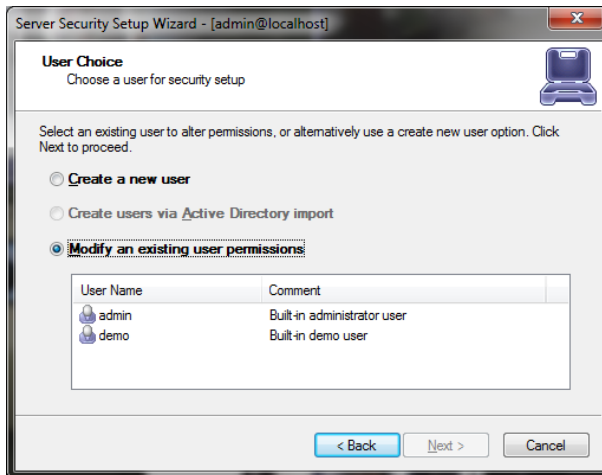 Server Security Setup Wizard - [admin@localhost]
User Choice
Choose a user for security setup
Select an existing user to alter permissions, or alternatively use a create new user option. Click
Next to proceed.
Create a new user
Create users via Active Directory import
Modify an existing user permissions
User Name Comment
admin Built-in administrator user
demo Built-in demo user
< Back Next > Cancel